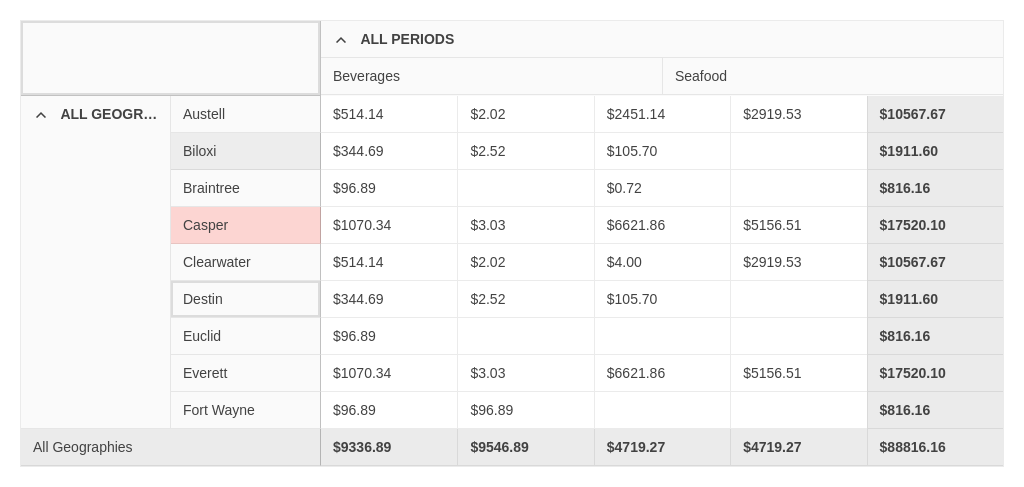 ALL PERIODS
Beverages Seafood
ALL GEOGR... Austell $514.14 $2.02 $2451.14 $2919.53 $10567.67
Biloxi $344.69 $2.52 $105.70 $1911.60
Braintree $96.89 $0.72 $816.16
Casper $1070.34 $3.03 $6621.86 $5156.51 $17520.10
Clearwater $514.14 $2.02 $4.00 $2919.53 $10567.67
Destin $344.69 $2.52 $105.70 $1911.60
Euclid $96.89 $816.16
Everett $1070.34 $3.03 $6621.86 $5156.51 $17520.10
Fort Wayne $96.89 $96.89 $816.16
All Geographies $9336.89 $9546.89 $4719.27 $4719.27 $88816.16